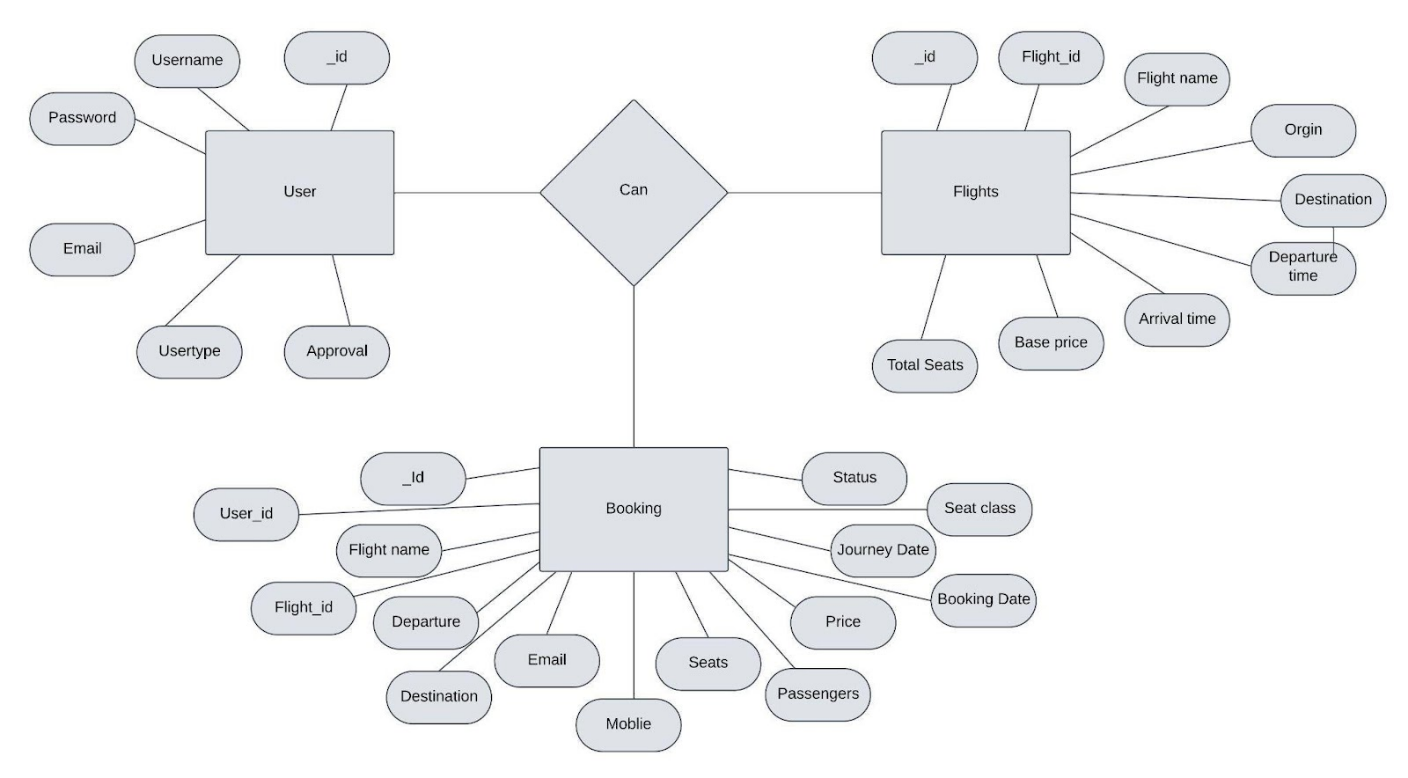 _id
Username
Password
User
Email
Usertype
Approval
Can
_id
Flight_id
Flight name
Orgin
Flights
Destination
Departure
time
Arrival time
Base price
Total Seats
_Id
User_id
Flight name
Flight_id
Departure
Destination
Booking
Email
Moblie
Seats
Passengers
Price
Booking Date
Journey Date
Seat class
Status